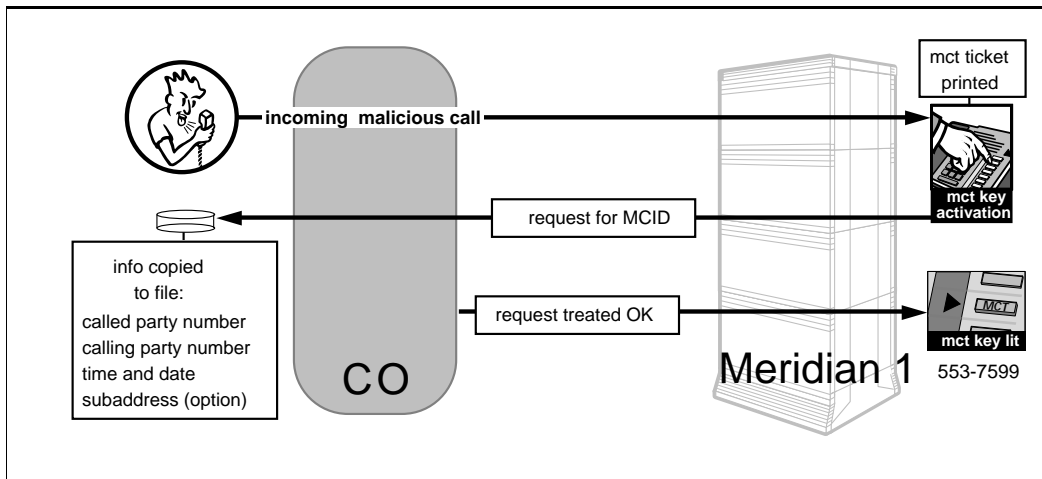 mct ticket
printed
incoming malicious call
mct key
activation
request for MCID
info copied
to file:
called party number
calling party number
time and date
subaddress (option)
request treated OK
MCT
mct key lit
CO
Meridian 1
553-7599